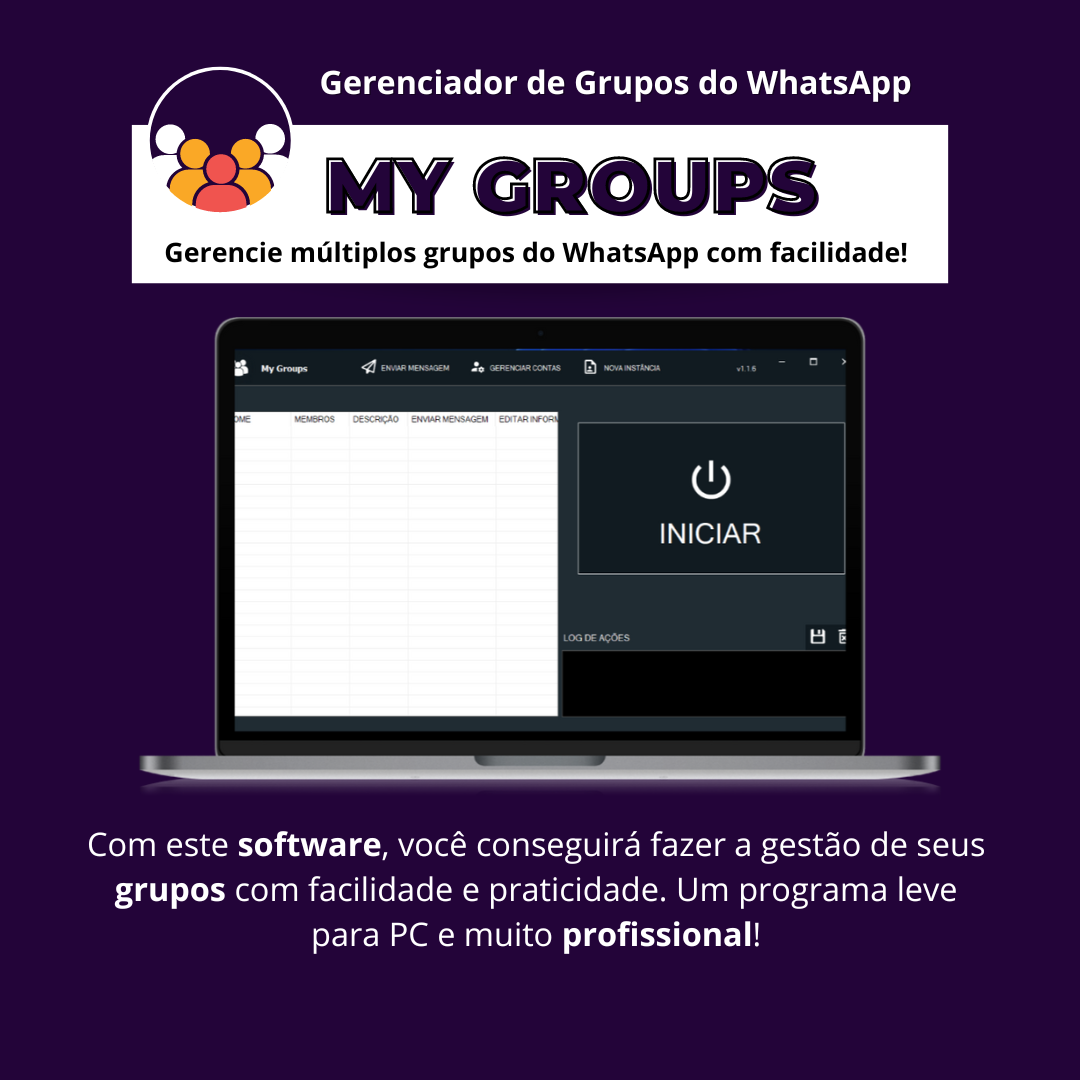 Gerenciador de Grupos do WhatsApp
MY GROUPS
Gerencie múltiplos grupos do WhatsApp com facilidade!
My Groups
ENVIAR MENSAGEM
GERENCIAR CONTAS
NOVA INSTÂNCIA
v1.1.6
OME
MEMBROS
DESCRIÇÃO
ENVIAR MENSAGEM
EDITAR INFORM
INICIAR
LOG DE AÇÕES
Com este software, você conseguirá fazer a gestão de seus
grupos com facilidade e praticidade. Um programa leve
para PC e muito profissional!